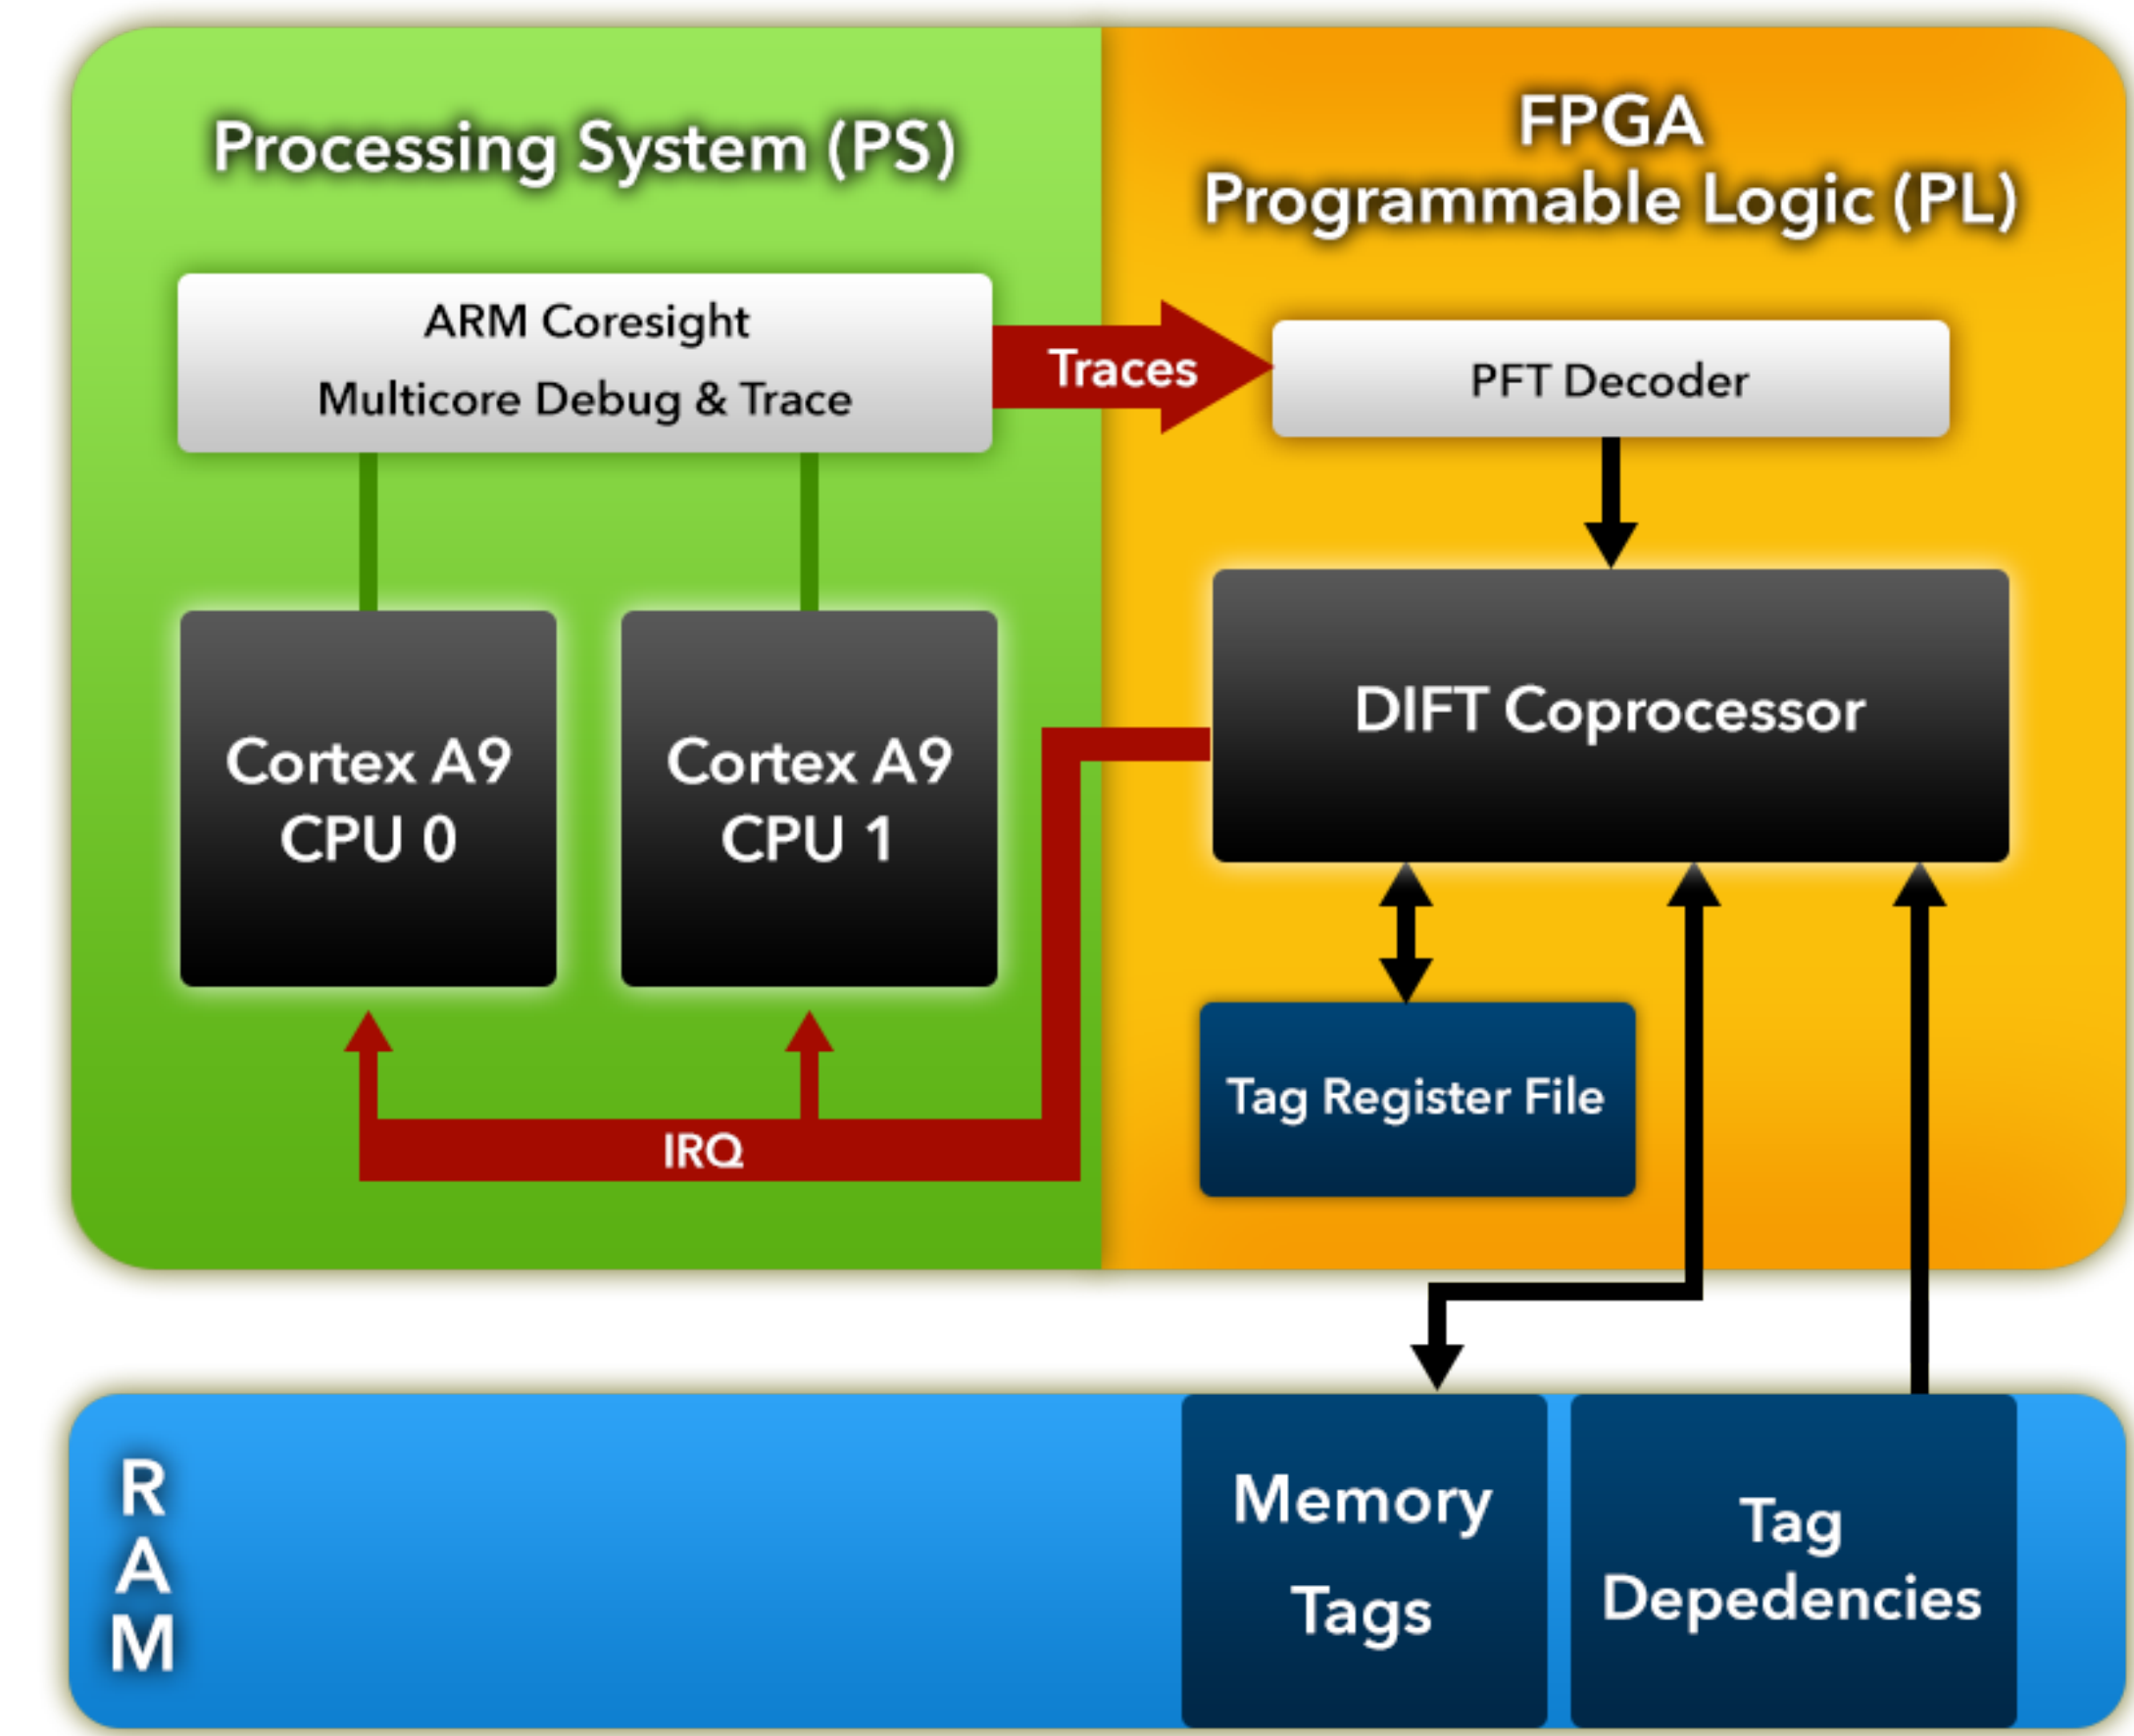 Processing System (PS)
FPGA
Programmable Logic (PL)
ARM Coresight
Multicore Debug & Trace
Traces
PFT Decoder
Cortex A9
CPU 0
Cortex A9
CPU 1
DIFT Coprocessor
Tag Register File
IRQ
R
A
M
Memory
Tags
Tag
Depedencies